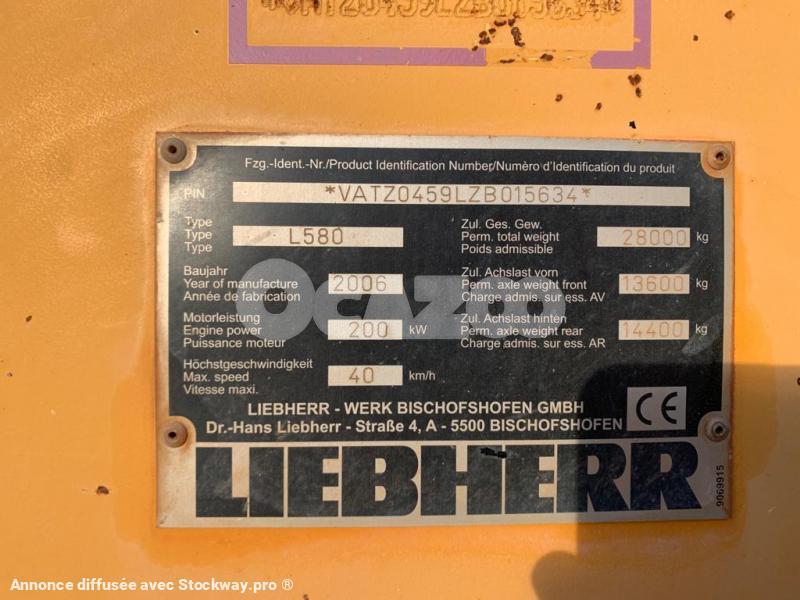 Fzg.-Ident.-Nr./Product Identification Number/Numèro d'Identification du produit
PIN *VATZ0459LZB015634*
Type
Type L580
Type
Zul. Ges. Gew.
Perm. total weight 28000 kg
Poids admissible
Baujahr
Year of manufacture 2006
Année de fabrication
Zul. Achslast vorn
Perm. axle weight front 13600 kg
Charge admis. sur ess. AV
Motorleistung
Engine power 200 kW
Puissance moteur
Zul. Achslast hinten
Perm. axle weight rear 14400 kg
Charge admis. sur ess. AR
Höchstgeschwindigkeit
Max. speed 40 km/h
Vitesse maxi.
LIEBHERR - WERK BISCHOFSHOFEN GMBH
Dr.-Hans Liebherr - Straße 4, A - 5500 BISCHOFSHOFEN
CE
LIEBHERR
9069915
OCAZOO
Annonce diffusée avec Stockway.pro ®